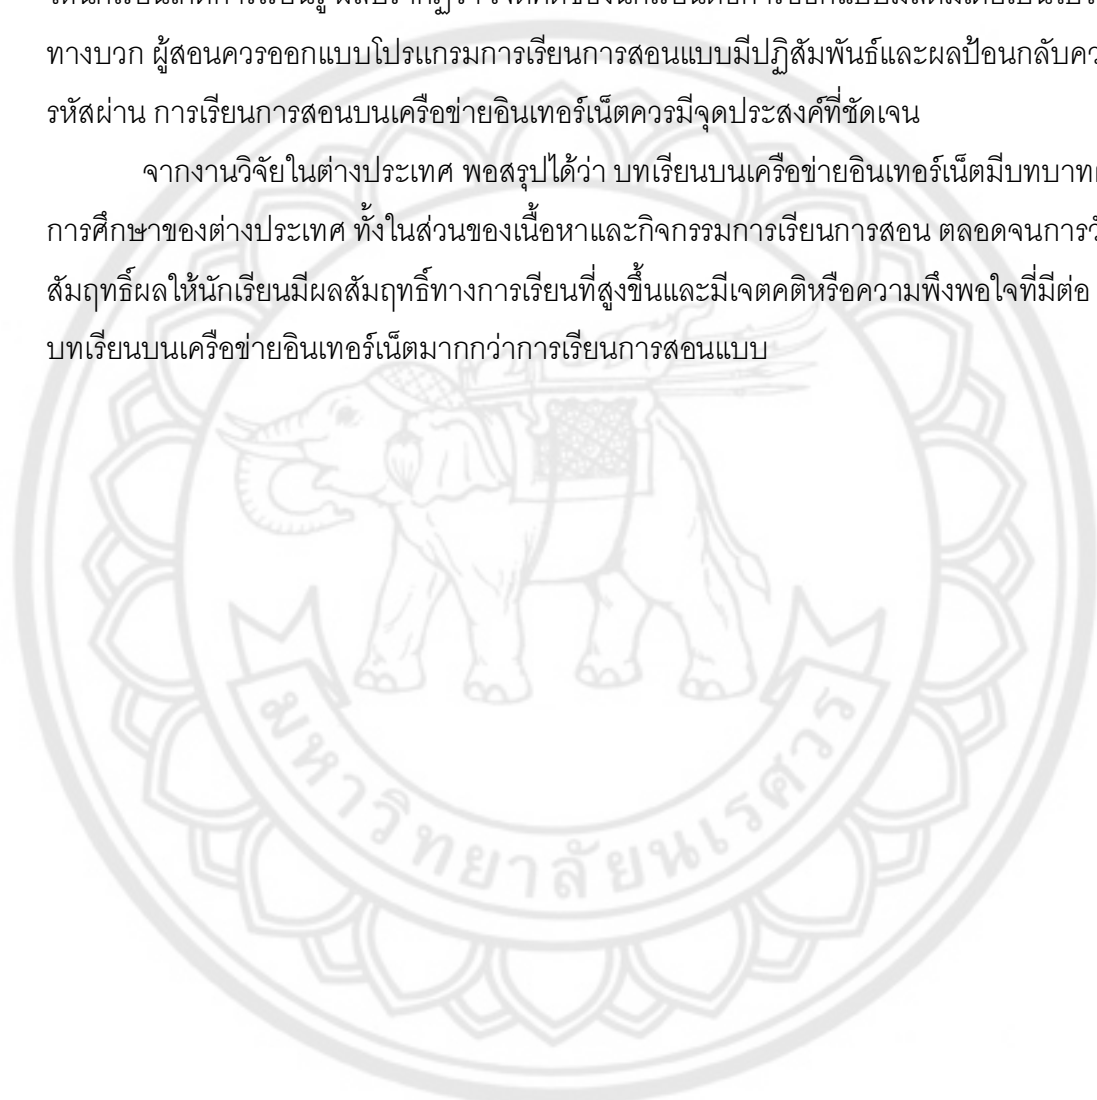 ทางบวก ผู้สอนควรออกแบบโปรแกรมการเรียนการสอนแบบมีปฏิสัมพันธ์และผลป้อนกลับ
รหัสผ่าน การเรียนการสอนบนเครือข่ายอินเทอร์เน็ตควรมีจุดประสงค์ที่ชัดเจน
จากงานวิจัยในต่างประเทศ พอสรุปได้ว่า บทเรียนบนเครือข่ายอินเทอร์เน็ตมีบทบาท
การศึกษาของต่างประเทศ ทั้งในส่วนของเนื้อหาและกิจกรรมการเรียนการสอน ตลอดจนการ
สัมฤทธิ์ผลให้นักเรียนมีผลสัมฤทธิ์ทางการเรียนที่สูงขึ้นและมีเจตคติหรือความพึงพอใจที่มีต่อ
บทเรียนบนเครือข่ายอินเทอร์เน็ตมากกว่าการเรียนการสอนแบบ
มหาวิทยาลัยนเรศวร